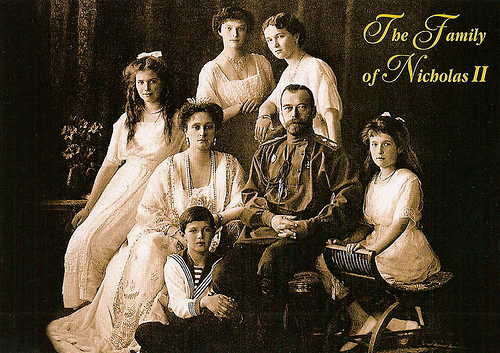 The Family
of Nicholas II